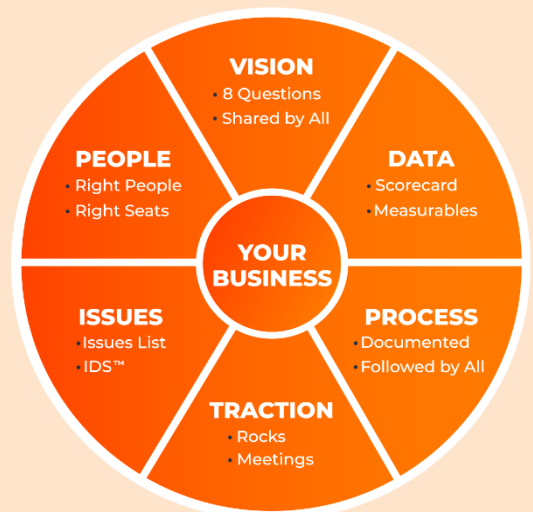 VISION
• 8 Questions
• Shared by All
PEOPLE
• Right People
• Right Seats
DATA
• Scorecard
• Measurables
YOUR
BUSINESS
ISSUES
• Issues List
• IDS™
PROCESS
• Documented
• Followed by All
TRACTION
• Rocks
• Meetings